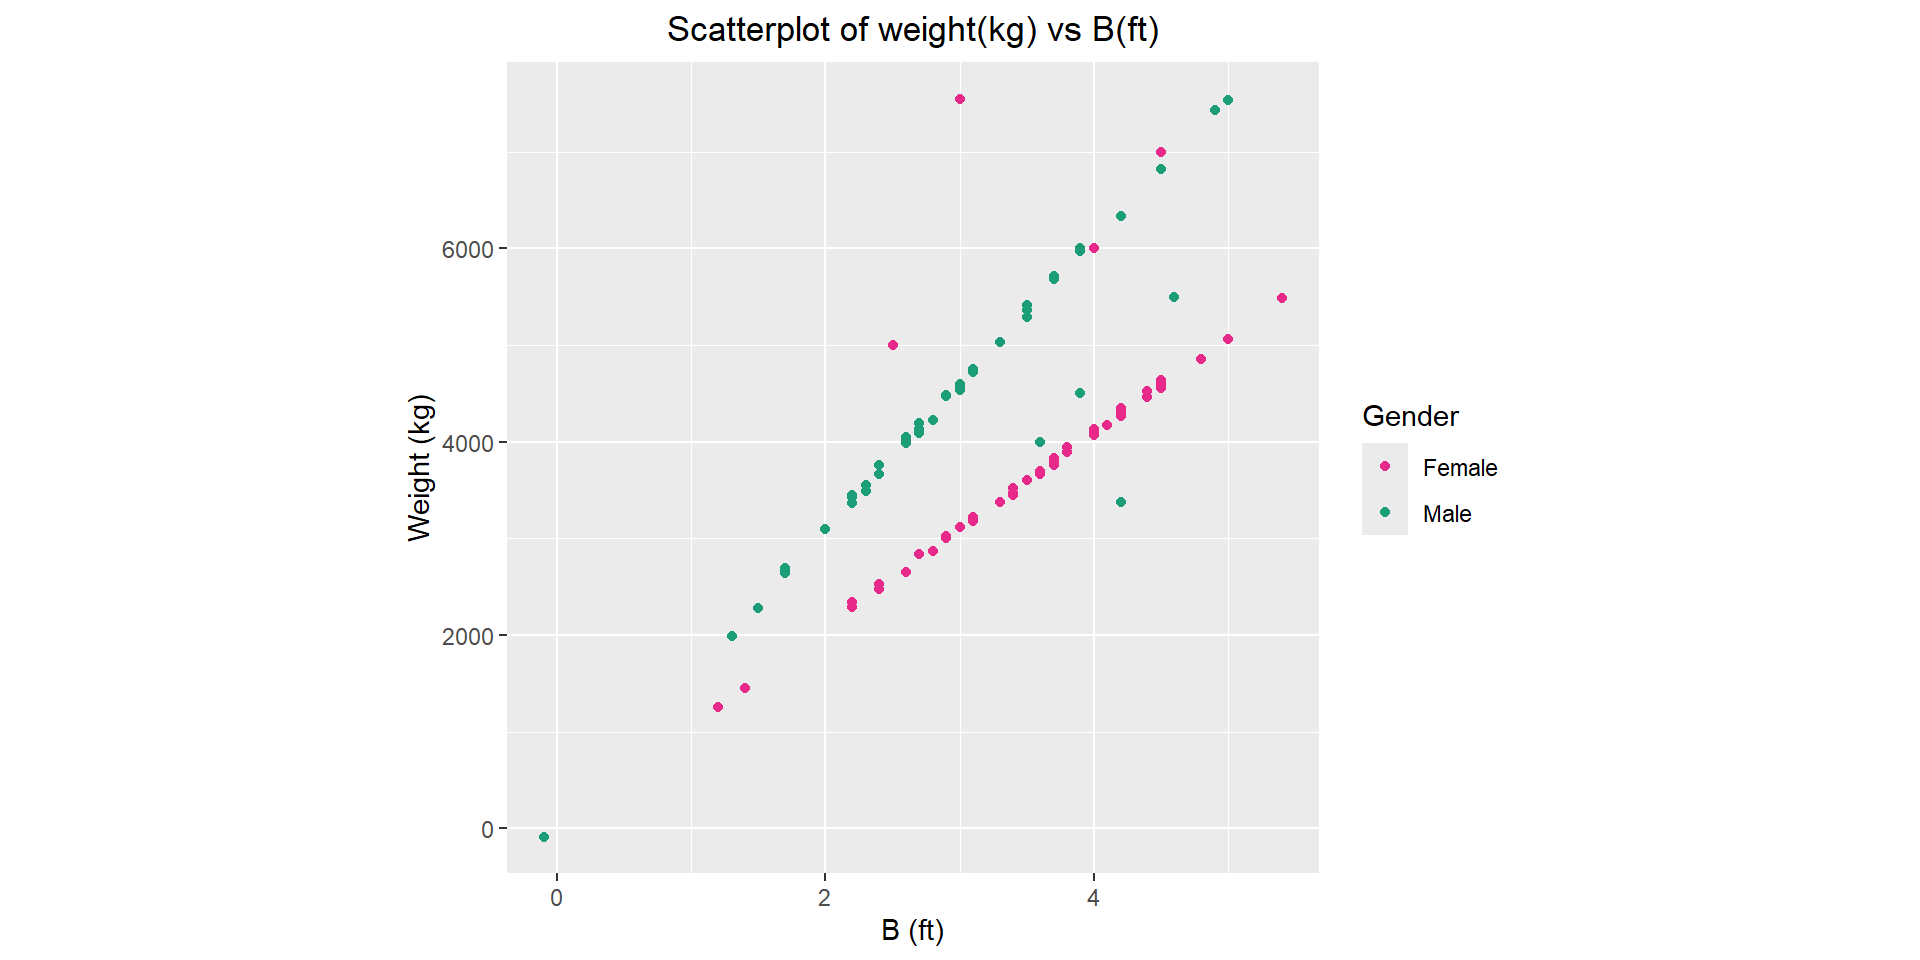 Scatterplot of weight(kg) vs B(ft)
Weight (kg)
6000
4000
2000
0
0 2 4
B (ft)
Gender
Female
Male